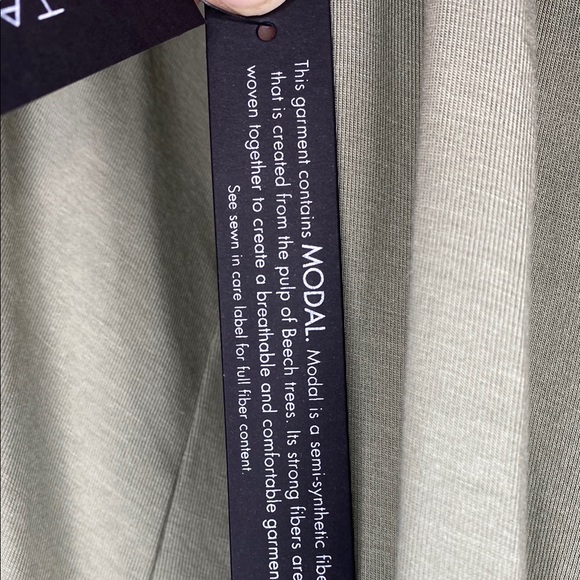 TA
This garment contains MODAL. Modal is a semi-synthetic fibe
that is created from the pulp of Beech trees. Its strong fibers are
woven together to create a breathable and comfortable garmen
See sewn in care label for full fiber content.